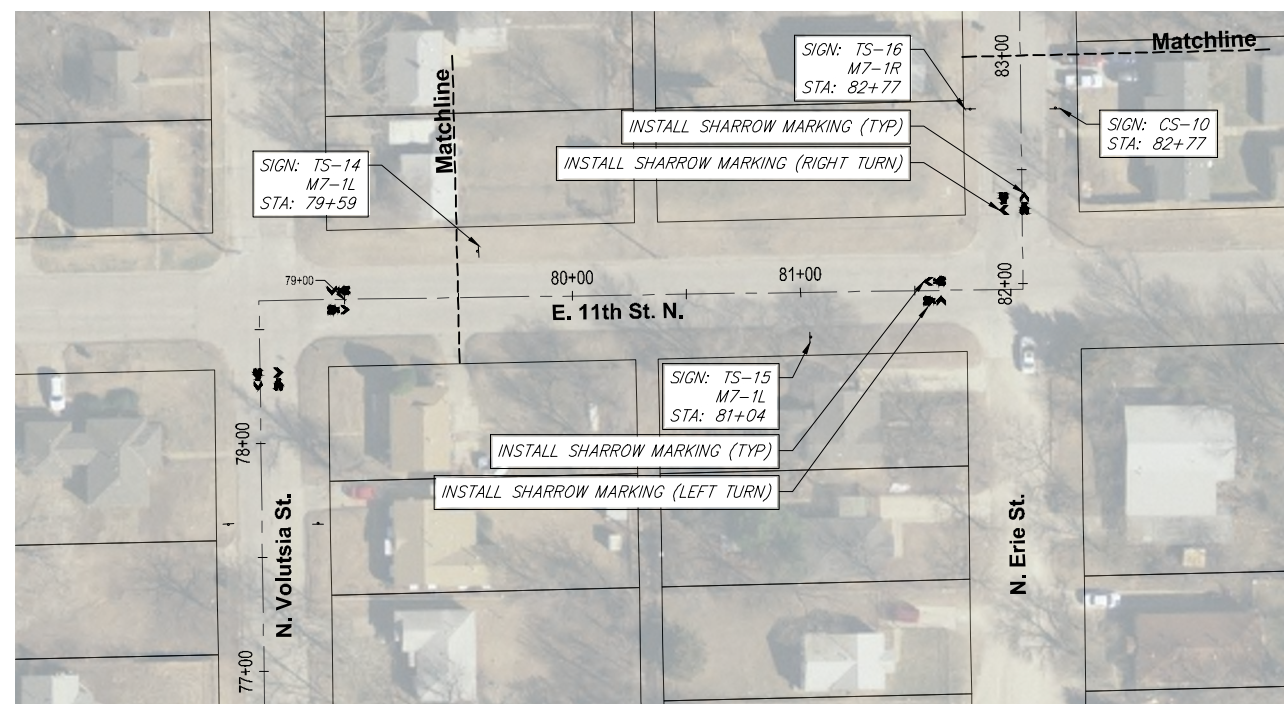 Matchline
83+00
SIGN: TS-16
M7-1R
STA: 82+77
INSTALL SHARROW MARKING (TYP)
SIGN: CS-10
STA: 82+77
INSTALL SHARROW MARKING (RIGHT TURN)
Matchline
SIGN: TS-14
M7-1L
STA: 79+59
79+00
80+00
81+00
82+00
E. 11th St. N.
SIGN: TS-15
M7-1L
STA: 81+04
78+00
INSTALL SHARROW MARKING (TYP)
INSTALL SHARROW MARKING (LEFT TURN)
N. Volutsia St.
N. Erie St.
77+00